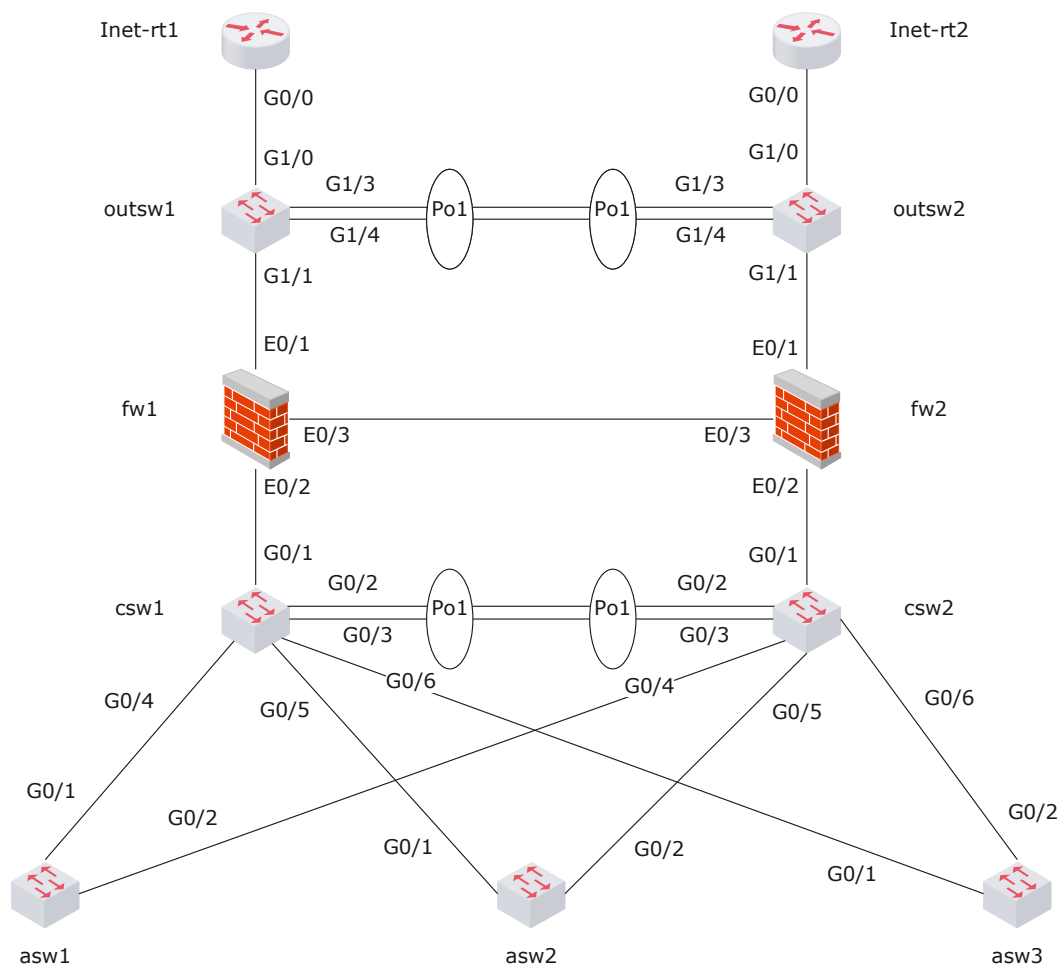 Inet-rt1
Inet-rt2
G0/0
G0/0
G1/0
G1/0
G1/3
G1/3
outsw1
Po1
Po1
outsw2
G1/4
G1/4
G1/1
G1/1
E0/1
E0/1
fw1
fw2
E0/3
E0/3
E0/2
E0/2
G0/1
G0/1
G0/2
G0/2
csw1
Po1
Po1
csw2
G0/3
G0/3
G0/6
G0/4
G0/4
G0/5
G0/5
G0/6
G0/1
G0/2
G0/1
G0/2
G0/1
G0/2
asw1
asw2
asw3